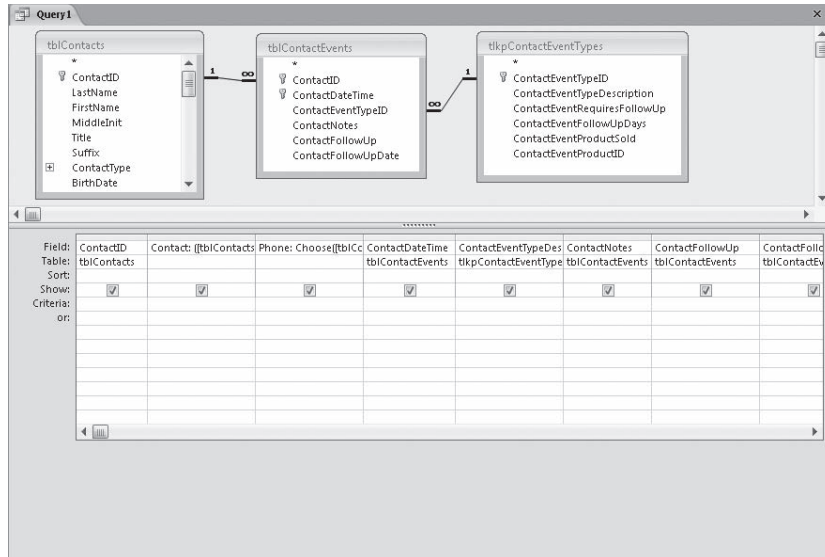 Query1
tblContacts
*
ContactID
LastName
FirstName
MiddleInit
Title
Suffix
ContactType
BirthDate
1
∞
tblContactEvents
*
ContactID
ContactDateTime
ContactEventTypeID
ContactNotes
ContactFollowUp
ContactFollowUpDate
∞
1
tlkpContactEventTypes
*
ContactEventTypeID
ContactEventTypeDescription
ContactEventRequiresFollowUp
ContactEventFollowUpDays
ContactEventProductSold
ContactEventProductID
Field: ContactID Contact: ([tblContacts Phone: Choose([tblCc ContactDateTime ContactEventTypeDes ContactNotes ContactFollowUp ContactFollc
Table: tblContacts tblContactEvents tlkpContactEventType tblContactEvents tblContactEvents tblContactEv
Sort:
Show:
Criteria:
or: